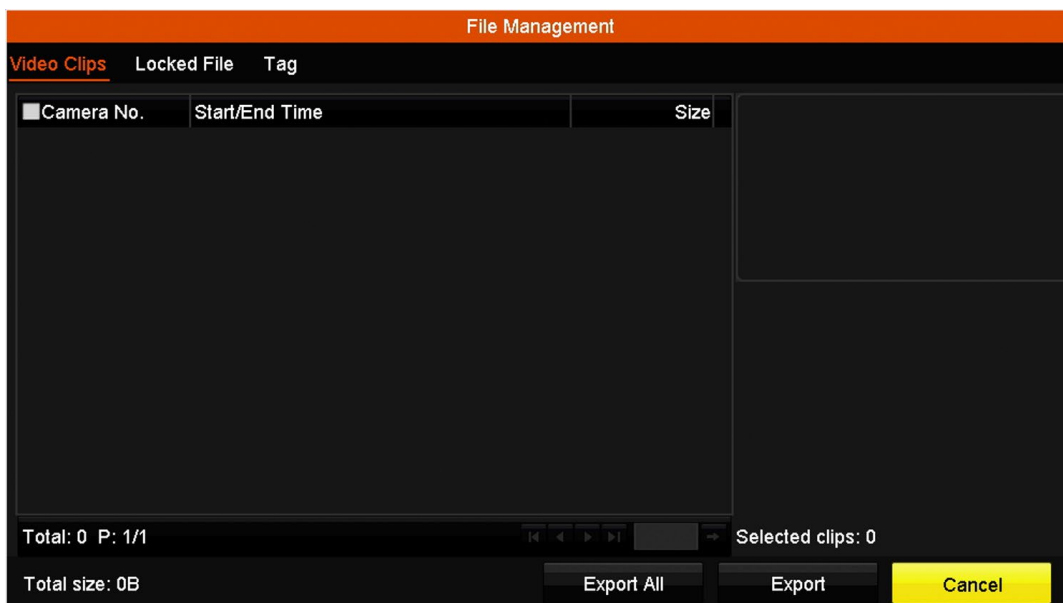 File Management
Video Clips Locked File Tag
Camera No. Start/End Time Size
Total: 0 P: 1/1
Selected clips: 0
Total size: 0B
Export All Export Cancel